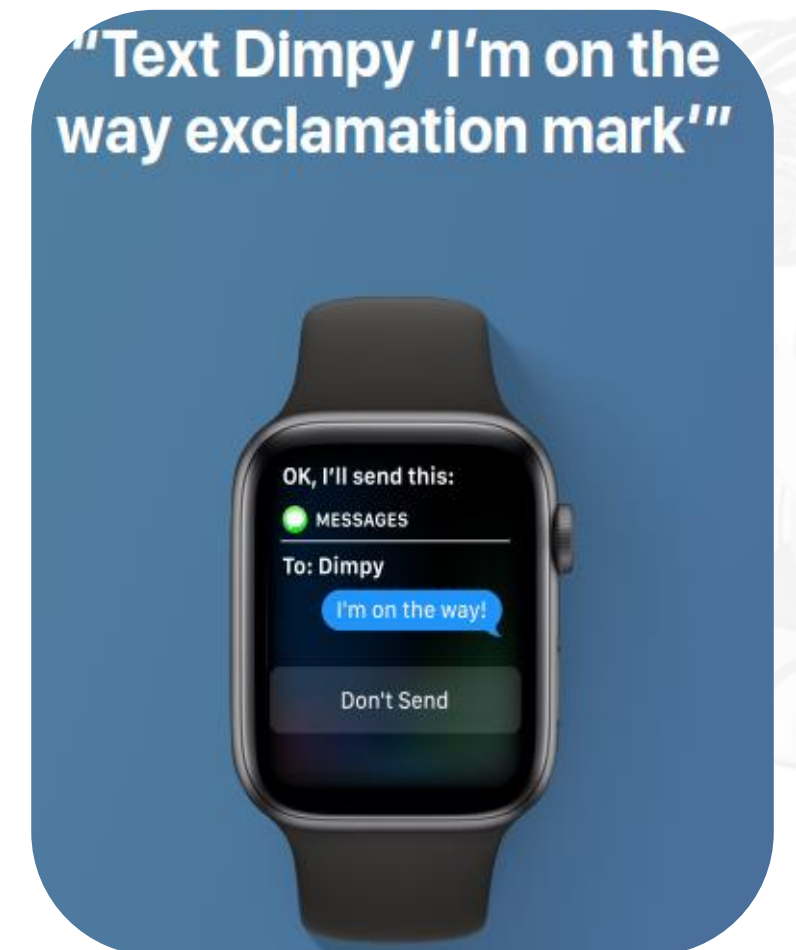 “Text Dimpy ‘I’m on the
way exclamation mark’”
OK, I’ll send this:
MESSAGES
To: Dimpy
I'm on the way!
Don't Send